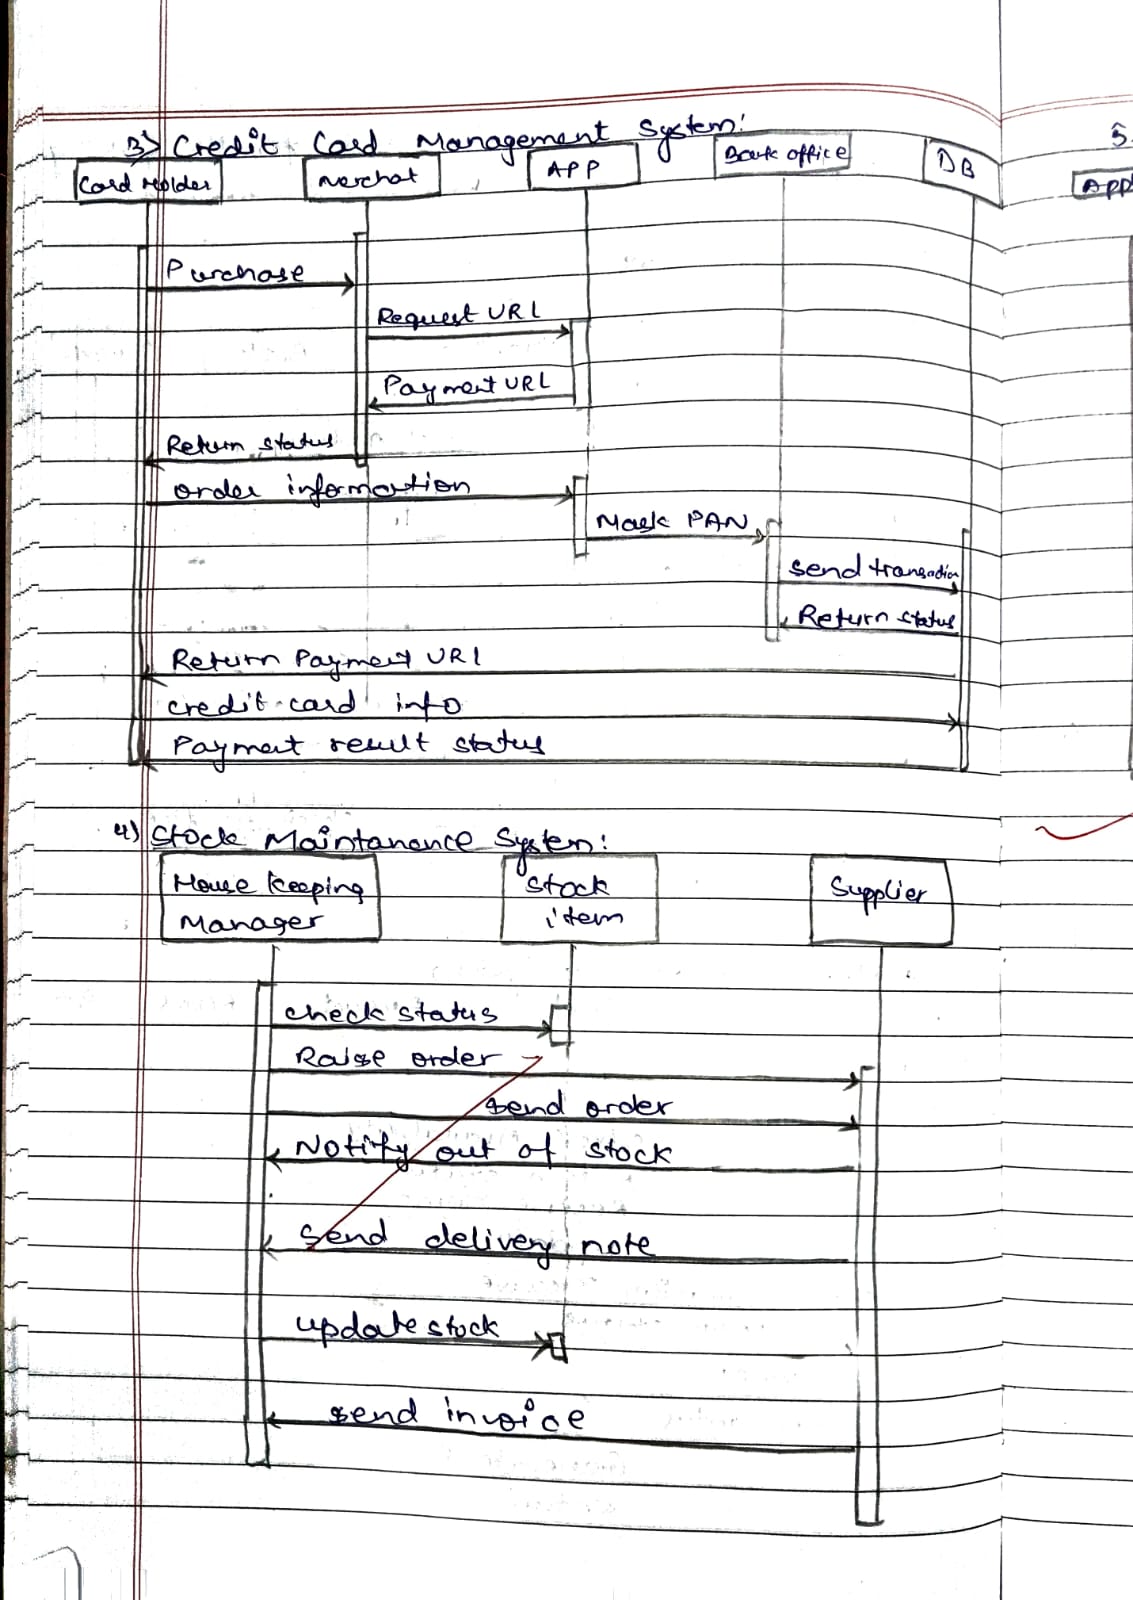 3) Credit Card Management System:
Card Holder
Merchat
APP
Back office
DB
5.
APP
Purchase
Request URL
Payment URL
Return status
order information
Mask PAN
send transaction
Return status
Return Payment URL
credit card info
Payment result status
4) Stock Maintanance System:
House Keeping
Manager
Stock
item
Supplier
check status
Raise order
send order
Notify out of stock
send delivery note
update stock
send invoice